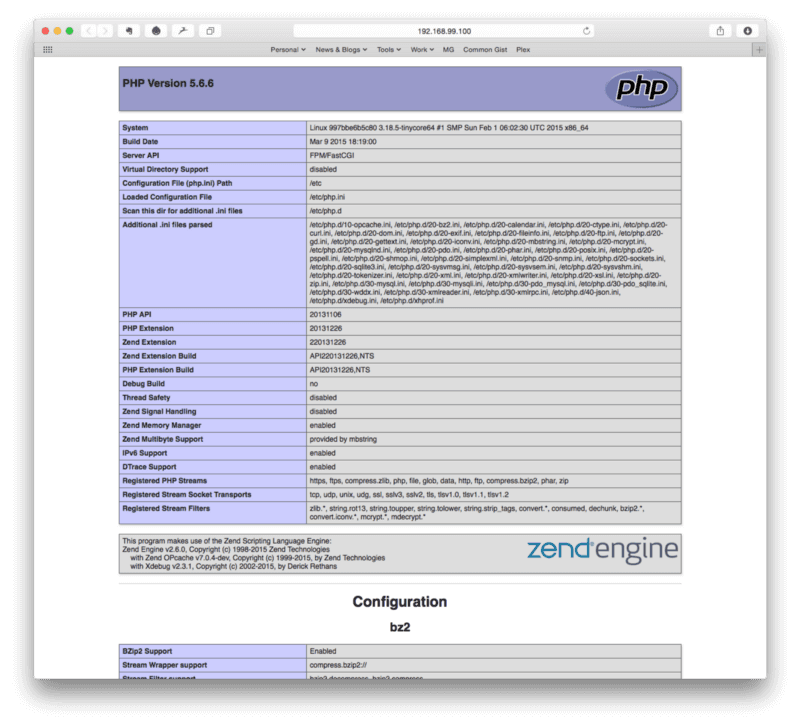 192.168.99.100
Personal News & Blogs Tools Work MG Common Gist Plex
PHP Version 5.6.6
php
System Linux 997bbe6b5c80 3.18.5-tinycore64 #1 SMP Sun Feb 1 06:02:30 UTC 2015 x86_64
Build Date Mar 9 2015 18:19:00
Server API FPM/FastCGI
Virtual Directory Support disabled
Configuration File (php.ini) Path /etc
Loaded Configuration File /etc/php.ini
Scan this dir for additional .ini files /etc/php.d
Additional .ini files parsed /etc/php.d/10-opcache.ini, /etc/php.d/20-bz2.ini, /etc/php.d/20-calendar.ini, /etc/php.d/20-ctype.ini, /etc/php.d/20-
curl.ini, /etc/php.d/20-dom.ini, /etc/php.d/20-exif.ini, /etc/php.d/20-fileinfo.ini, /etc/php.d/20-ftp.ini, /etc/php.d/20-
gd.ini, /etc/php.d/20-gettext.ini, /etc/php.d/20-iconv.ini, /etc/php.d/20-mbstring.ini, /etc/php.d/20-mcrypt.ini,
/etc/php.d/20-mysqlnd.ini, /etc/php.d/20-pdo.ini, /etc/php.d/20-phar.ini, /etc/php.d/20-posix.ini, /etc/php.d/20-
pspell.ini, /etc/php.d/20-shmop.ini, /etc/php.d/20-simplexml.ini, /etc/php.d/20-snmp.ini, /etc/php.d/20-sockets.ini,
/etc/php.d/20-sqlite3.ini, /etc/php.d/20-sysvmsg.ini, /etc/php.d/20-sysvsem.ini, /etc/php.d/20-sysvshm.ini,
/etc/php.d/20-tokenizer.ini, /etc/php.d/20-xml.ini, /etc/php.d/20-xmlwriter.ini, /etc/php.d/20-xsl.ini, /etc/php.d/20-
zip.ini, /etc/php.d/30-mysql.ini, /etc/php.d/30-mysqli.ini, /etc/php.d/30-pdo_mysql.ini, /etc/php.d/30-pdo_sqlite.ini,
/etc/php.d/30-wddx.ini, /etc/php.d/30-xmlreader.ini, /etc/php.d/30-xmlrpc.ini, /etc/php.d/40-json.ini,
/etc/php.d/xdebug.ini, /etc/php.d/xhprof.ini
PHP API 20131106
PHP Extension 20131226
Zend Extension 220131226
Zend Extension Build API220131226,NTS
PHP Extension Build API20131226,NTS
Debug Build no
Thread Safety disabled
Zend Signal Handling disabled
Zend Memory Manager enabled
Zend Multibyte Support provided by mbstring
IPv6 Support enabled
DTrace Support enabled
Registered PHP Streams https, ftps, compress.zlib, php, file, glob, data, http, ftp, compress.bzip2, phar, zip
Registered Stream Socket Transports tcp, udp, unix, udg, ssl, sslv3, sslv2, tls, tlsv1.0, tlsv1.1, tlsv1.2
Registered Stream Filters zlib.*, string.rot13, string.toupper, string.tolower, string.strip_tags, convert.*, consumed, dechunk, bzip2.*,
convert.iconv.*, mcrypt.*, mdecrypt.*
This program makes use of the Zend Scripting Language Engine:
Zend Engine v2.6.0, Copyright (c) 1998-2015 Zend Technologies
with Zend OPcache v7.0.4-dev, Copyright (c) 1999-2015, by Zend Technologies
with Xdebug v2.3.1, Copyright (c) 2002-2015, by Derick Rethans
zend engine
Configuration
bz2
BZip2 Support Enabled
Stream Wrapper support compress.bzip2://
Stream Filter support bzip2.decompress, bzip2.compress